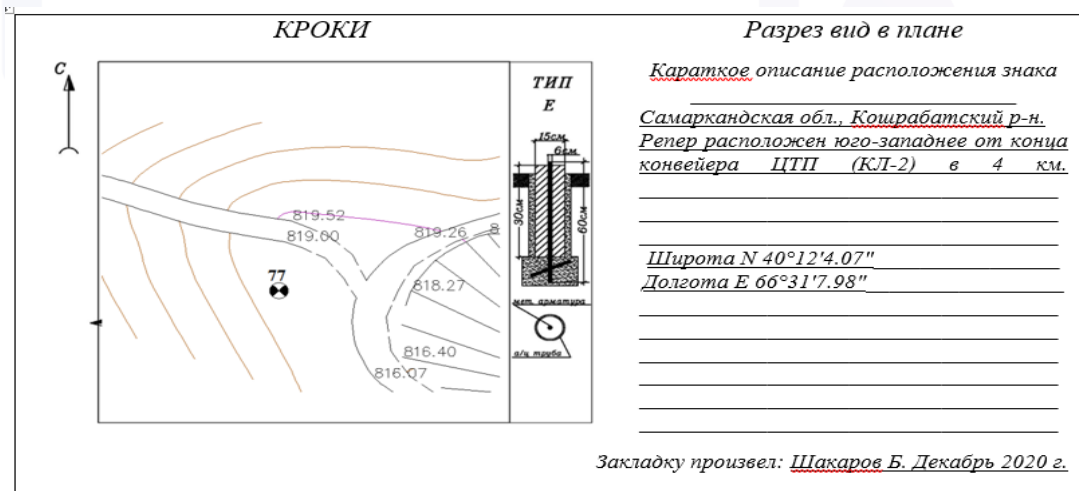 КРОКИ
С
819.52
819.00
819.26
77
818.27
816.40
816.07
ТИП
Е
15см
6см
30см
60см
мет. арматура
а/ц труба
Разрез вид в плане
Караткое описание расположения знака
Самаркандская обл., Кошрабатский р-н.
Репер расположен юго-западнее от конца
конвейера ЦТП (КЛ-2) в 4 км.
Широта N 40°12'4.07"
Долгота E 66°31'7.98"
Закладку произвел: Шакаров Б. Декабрь 2020 г.